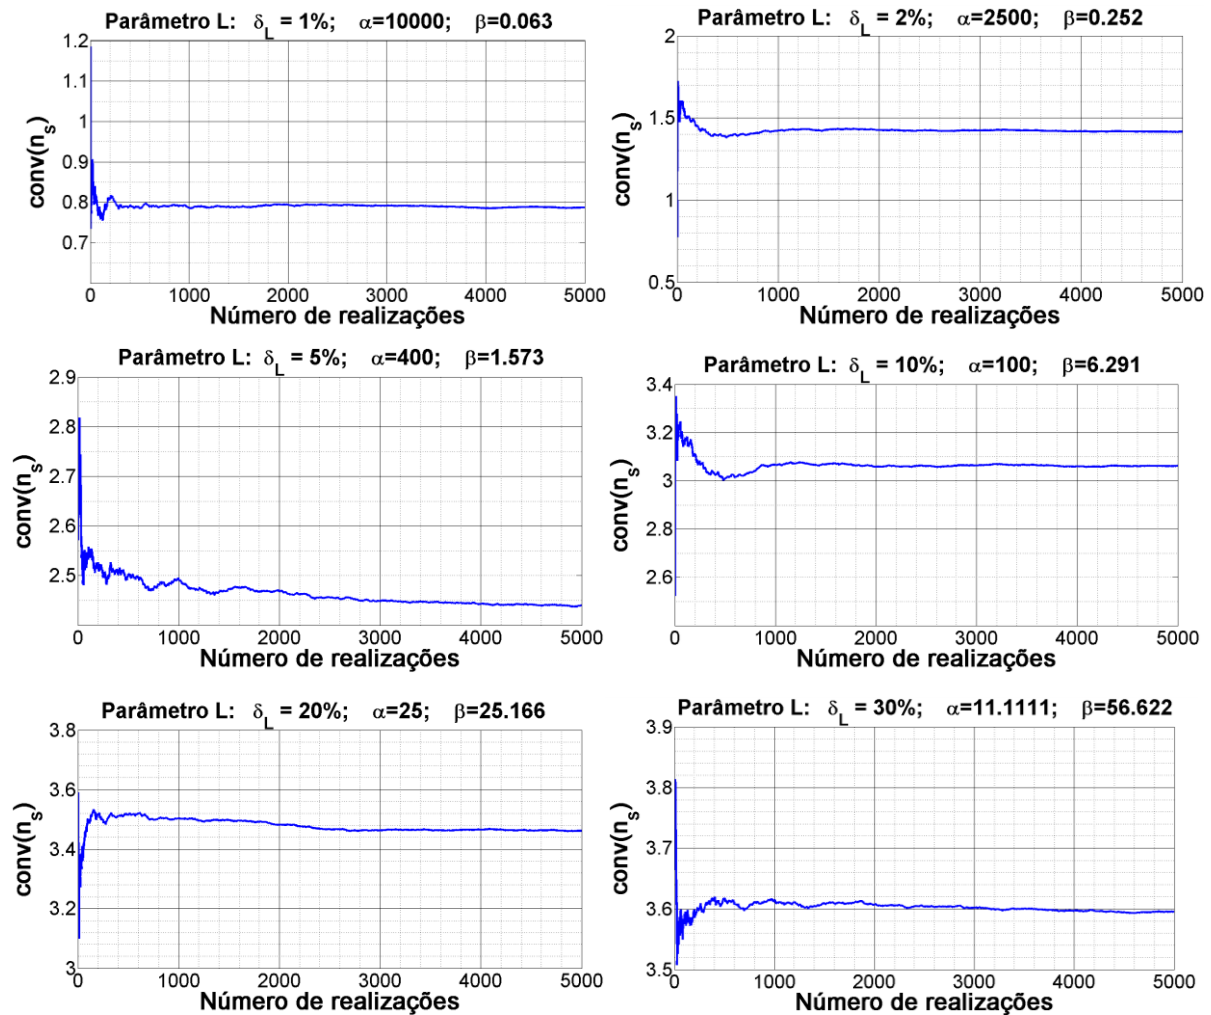 Parâmetro L: δL = 1%; α=10000; β=0.063
conv(ns)
1.2
1.1
1
0.9
0.8
0.7
0 1000 2000 3000 4000 5000
Número de realizações
Parâmetro L: δL = 2%; α=2500; β=0.252
conv(ns)
2
1.5
1
0.5
0 1000 2000 3000 4000 5000
Número de realizações
Parâmetro L: δL = 5%; α=400; β=1.573
conv(ns)
2.9
2.8
2.7
2.6
2.5
0 1000 2000 3000 4000 5000
Número de realizações
Parâmetro L: δL = 10%; α=100; β=6.291
conv(ns)
3.4
3.2
3
2.8
2.6
0 1000 2000 3000 4000 5000
Número de realizações
Parâmetro L: δL = 20%; α=25; β=25.166
conv(ns)
3.8
3.6
3.4
3.2
3
0 1000 2000 3000 4000 5000
Número de realizações
Parâmetro L: δL = 30%; α=11.1111; β=56.622
conv(ns)
3.9
3.8
3.7
3.6
3.5
0 1000 2000 3000 4000 5000
Número de realizações